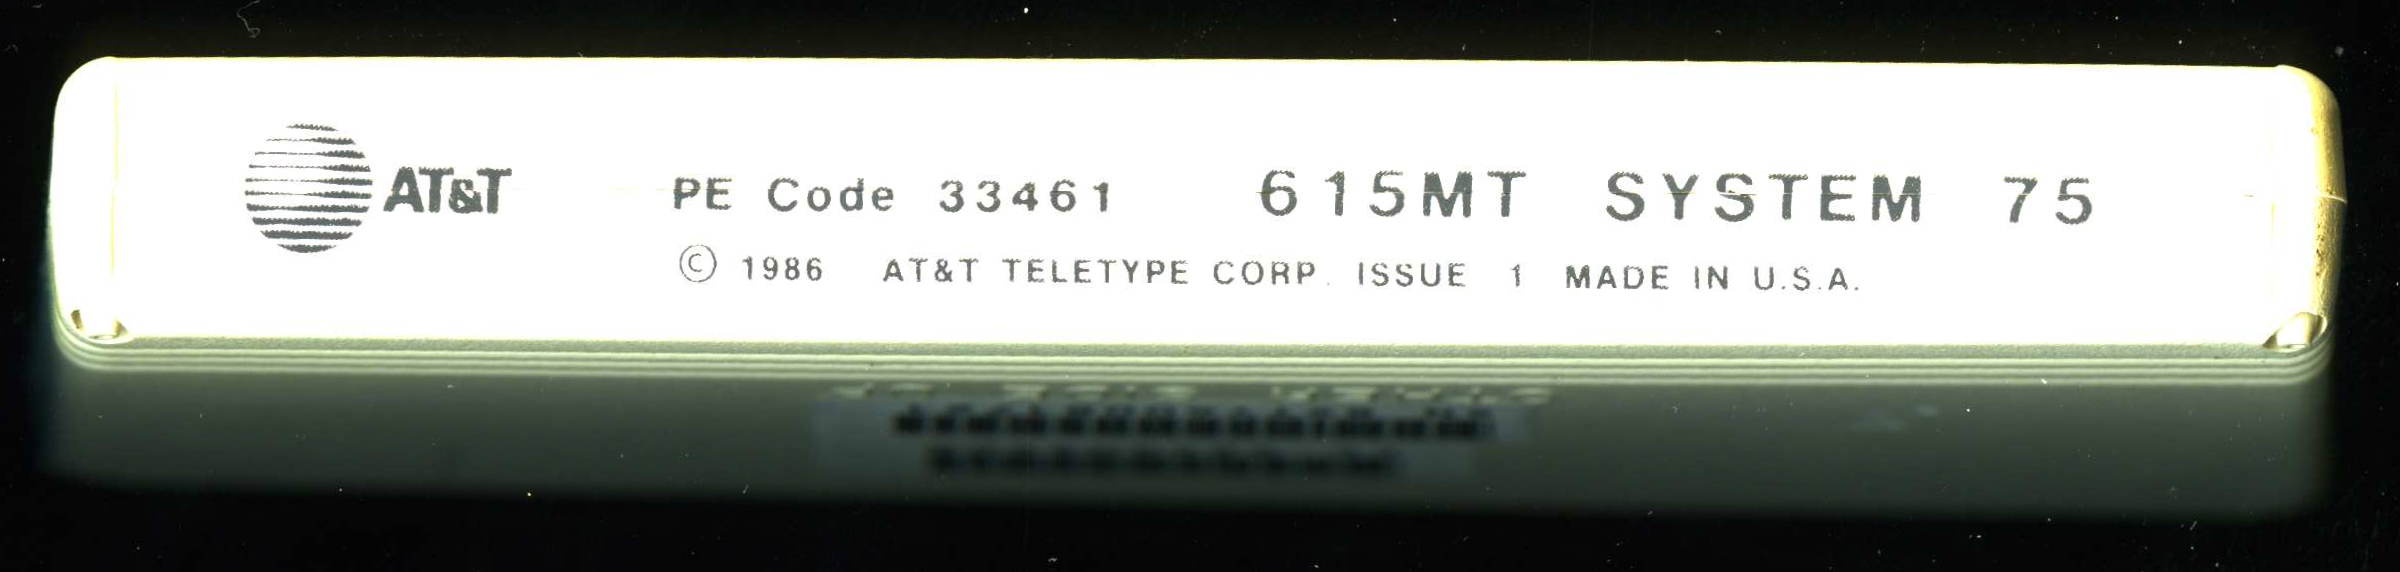 AT&T PE Code 33461 615MT SYSTEM 75
© 1986 AT&T TELETYPE CORP. ISSUE 1 MADE IN U.S.A.